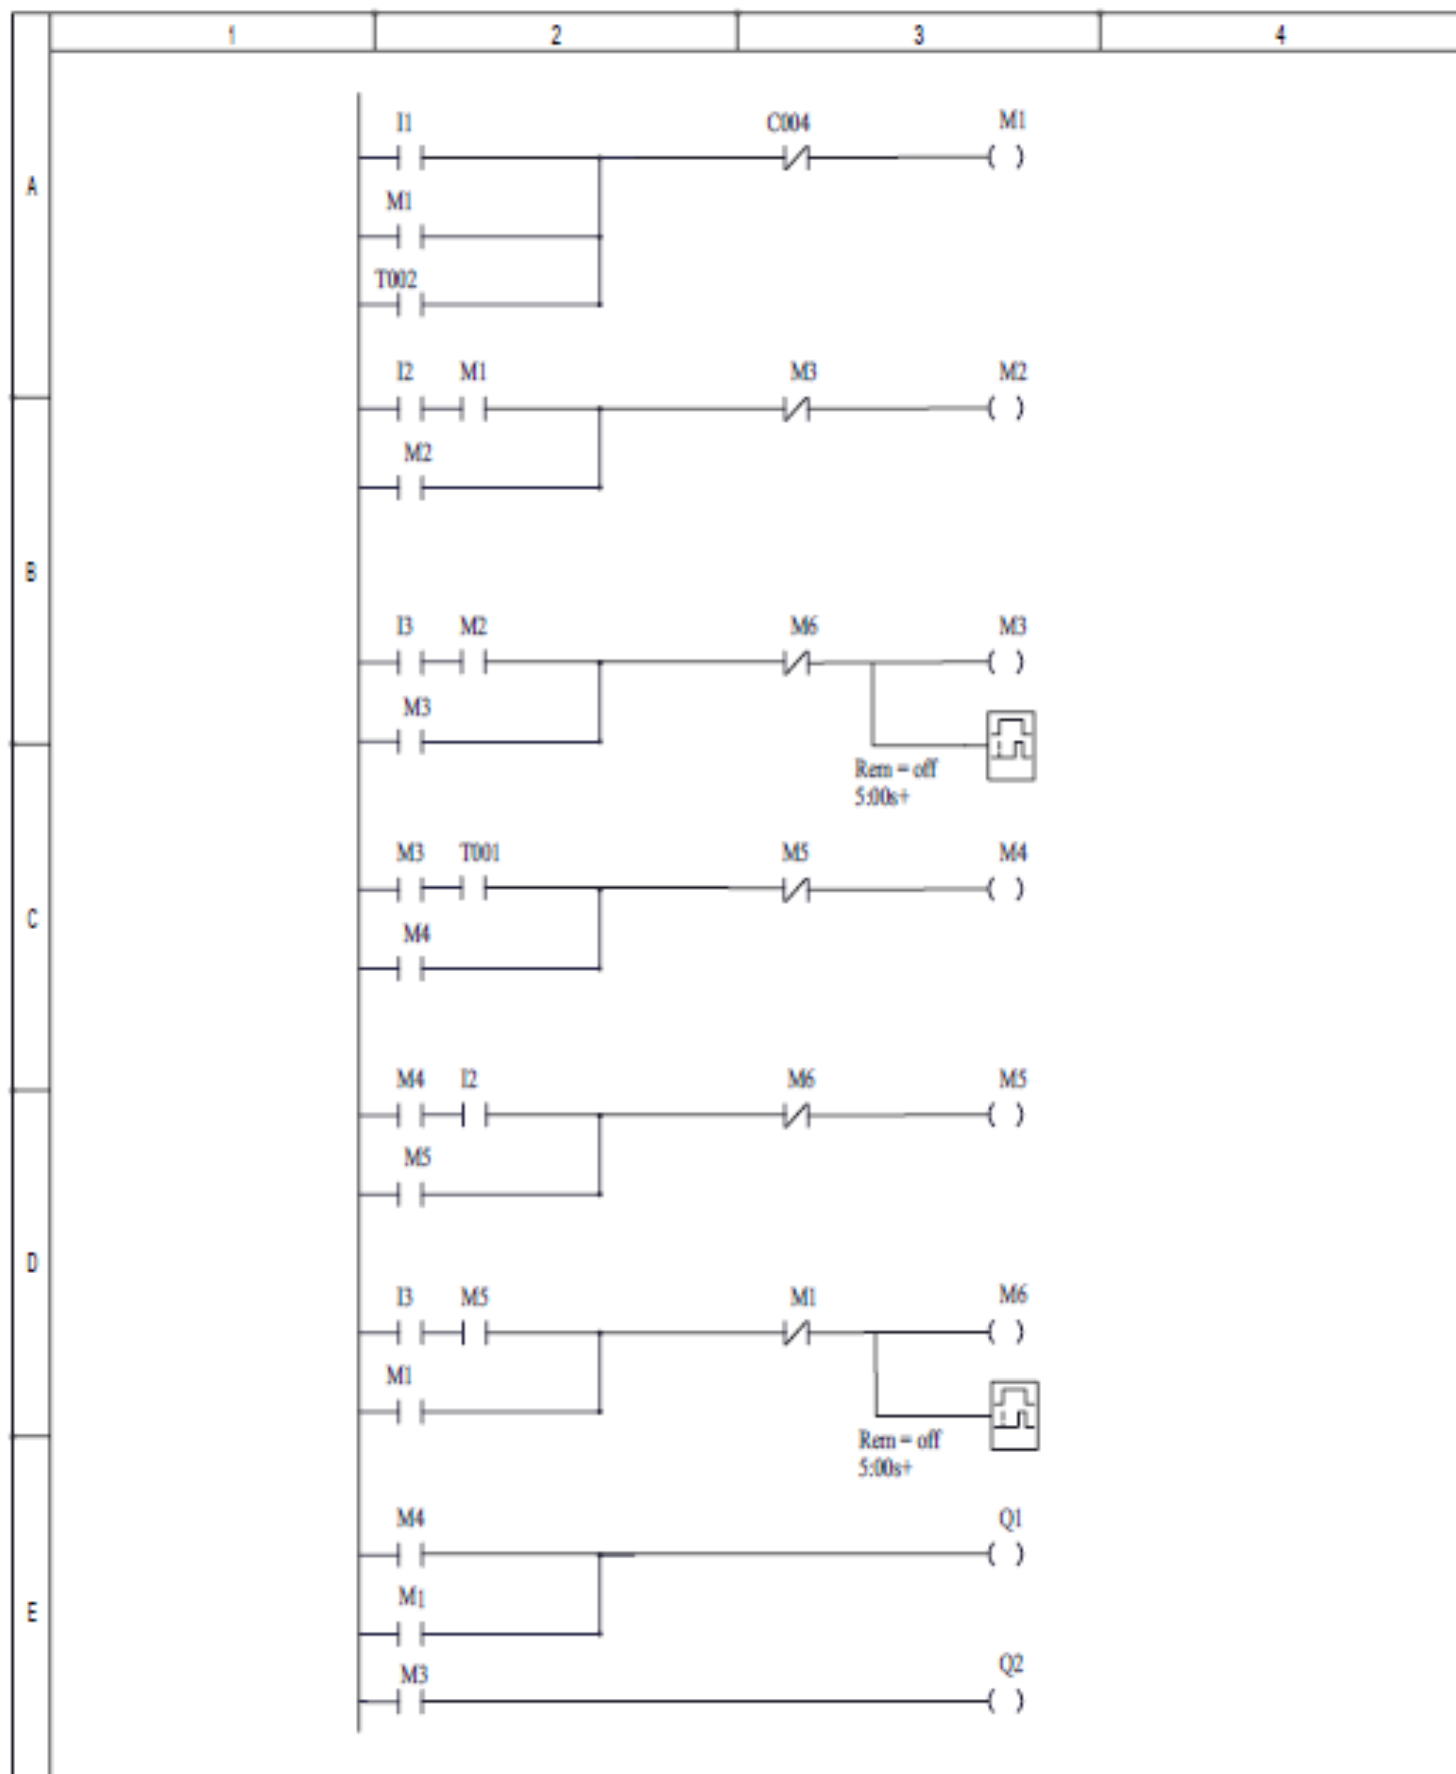 1 2 3 4
A
I1 C004 M1
M1
T002
I2 M1 M3 M2
M2
B
I3 M2 M6 M3
M3
Rem = off
5:00s+
M3 T001 M5 M4
C
M4
M4 I2 M6 M5
M5
D
I3 M5 M1 M6
M1
Rem = off
5:00s+
M4 Q1
E
M1
M3 Q2